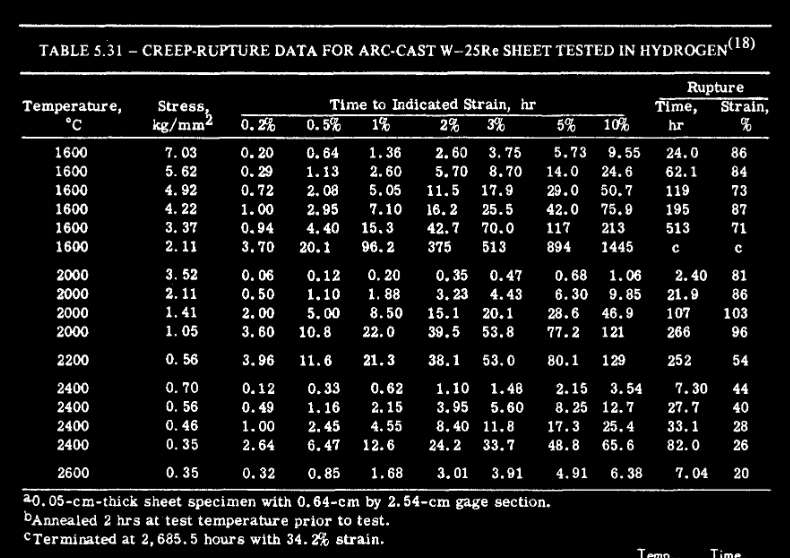 TABLE 5.31 – CREEP-RUPTURE DATA FOR ARC-CAST W–25Re SHEET TESTED IN HYDROGEN(18)
Rupture
Temperature, Stress, Time to Indicated Strain, hr Time, Strain,
°C kg/mm2 0.2% 0.5% 1% 2% 3% 5% 10% hr %
1600 7.03 0.20 0.64 1.36 2.60 3.75 5.73 9.55 24.0 86
1600 5.62 0.29 1.13 2.60 5.70 8.70 14.0 24.6 62.1 84
1600 4.92 0.72 2.08 5.05 11.5 17.9 29.0 50.7 119 73
1600 4.22 1.00 2.95 7.10 16.2 25.5 42.0 75.9 195 87
1600 3.37 0.94 4.40 15.3 42.7 70.0 117 213 513 71
1600 2.11 3.70 20.1 96.2 375 513 894 1445 c c
2000 3.52 0.06 0.12 0.20 0.35 0.47 0.68 1.06 2.40 81
2000 2.11 0.50 1.10 1.88 3.23 4.43 6.30 9.85 21.9 86
2000 1.41 2.00 5.00 8.50 15.1 20.1 28.6 46.9 107 103
2000 1.05 3.60 10.8 22.0 39.5 53.8 77.2 121 266 96
2200 0.56 3.96 11.6 21.3 38.1 53.0 80.1 129 252 54
2400 0.70 0.12 0.33 0.62 1.10 1.48 2.15 3.54 7.30 44
2400 0.56 0.49 1.16 2.15 3.95 5.60 8.25 12.7 27.7 40
2400 0.46 1.00 2.45 4.55 8.40 11.8 17.3 25.4 33.1 28
2400 0.35 2.64 6.47 12.6 24.2 33.7 48.8 65.6 82.0 26
2600 0.35 0.32 0.85 1.68 3.01 3.91 4.91 6.38 7.04 20
a0.05-cm-thick sheet specimen with 0.64-cm by 2.54-cm gage section.
bAnnealed 2 hrs at test temperature prior to test.
cTerminated at 2,685.5 hours with 34.2% strain.
Temp Time